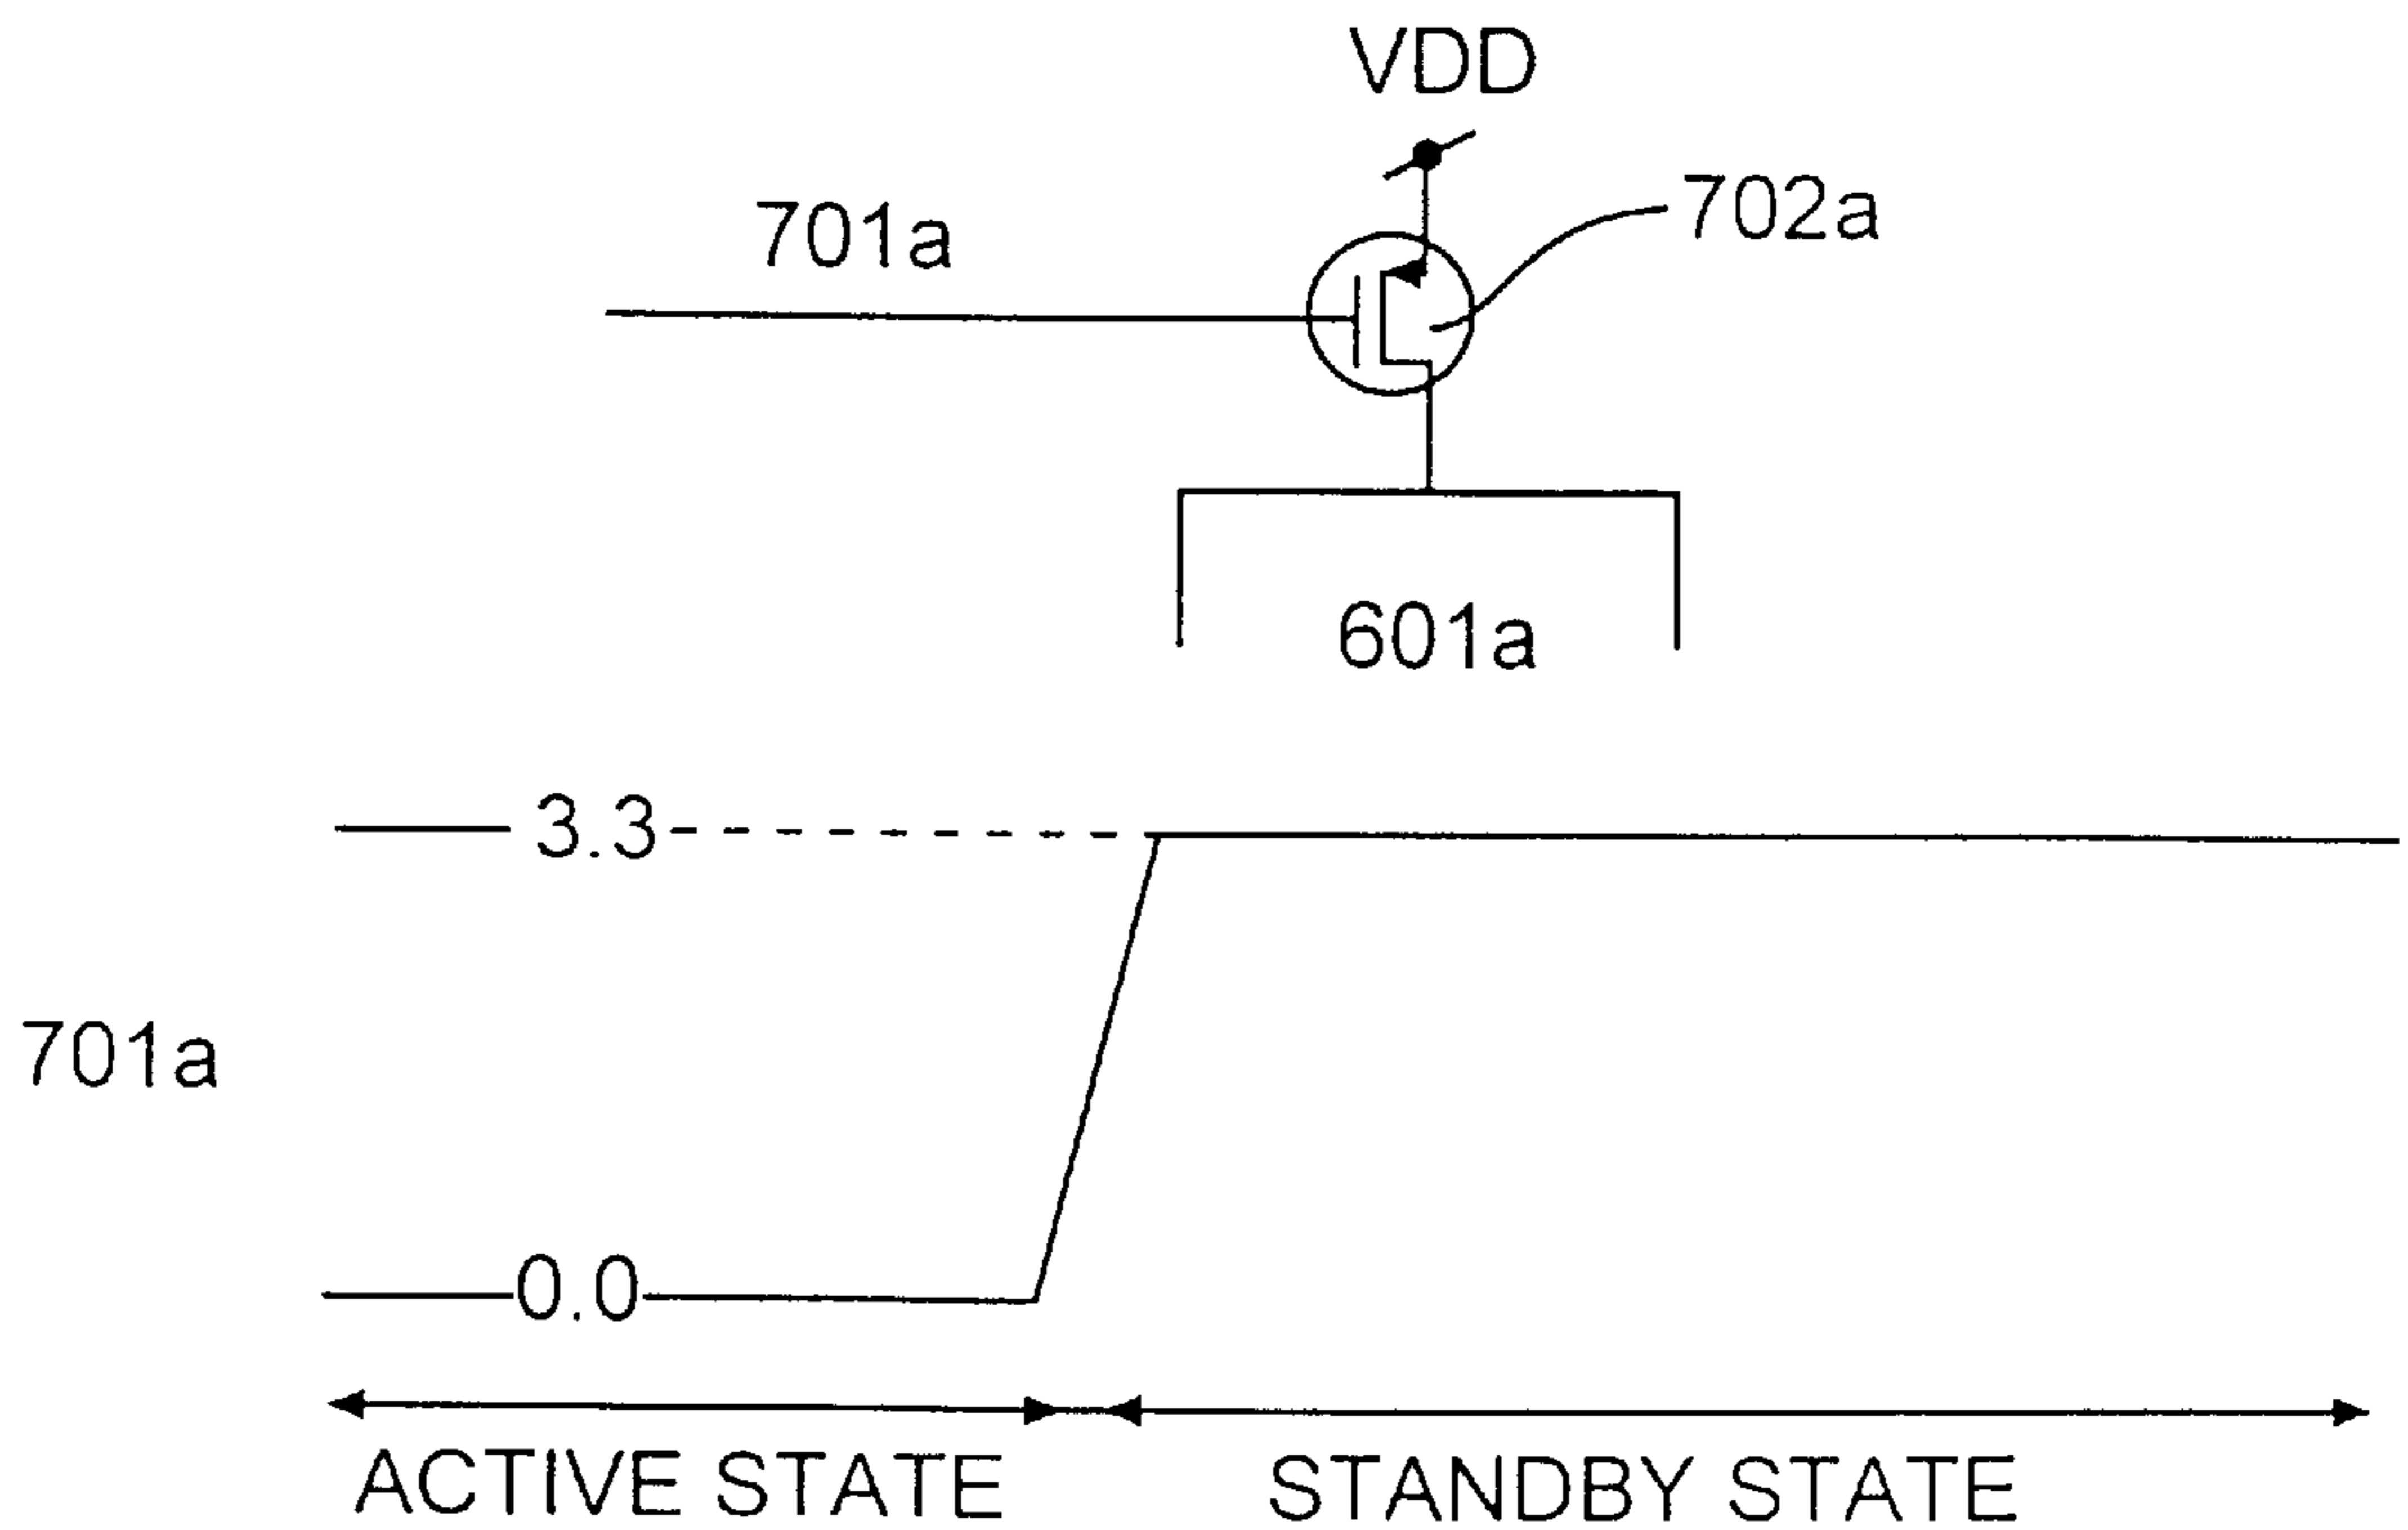 VDD
702a
701a
601a
3.3
701a
0.0
ACTIVE STATE
STANDBY STATE